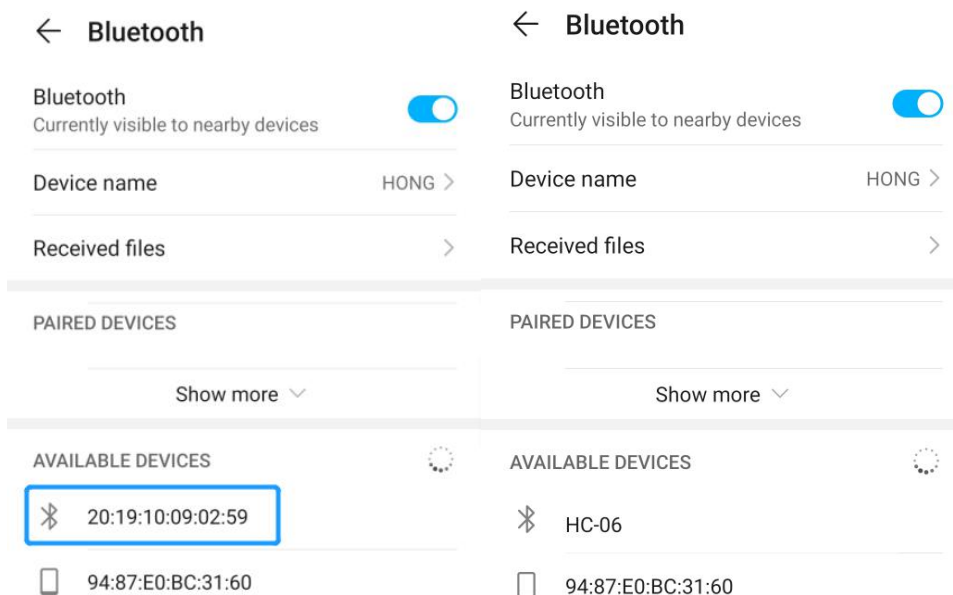 Bluetooth
Bluetooth
Currently visible to nearby devices
Device name
HONG
Received files
PAIRED DEVICES
Show more
AVAILABLE DEVICES
20:19:10:09:02:59
94:87:E0:BC:31:60
Bluetooth
Bluetooth
Currently visible to nearby devices
Device name
HONG
Received files
PAIRED DEVICES
Show more
AVAILABLE DEVICES
HC-06
94:87:E0:BC:31:60